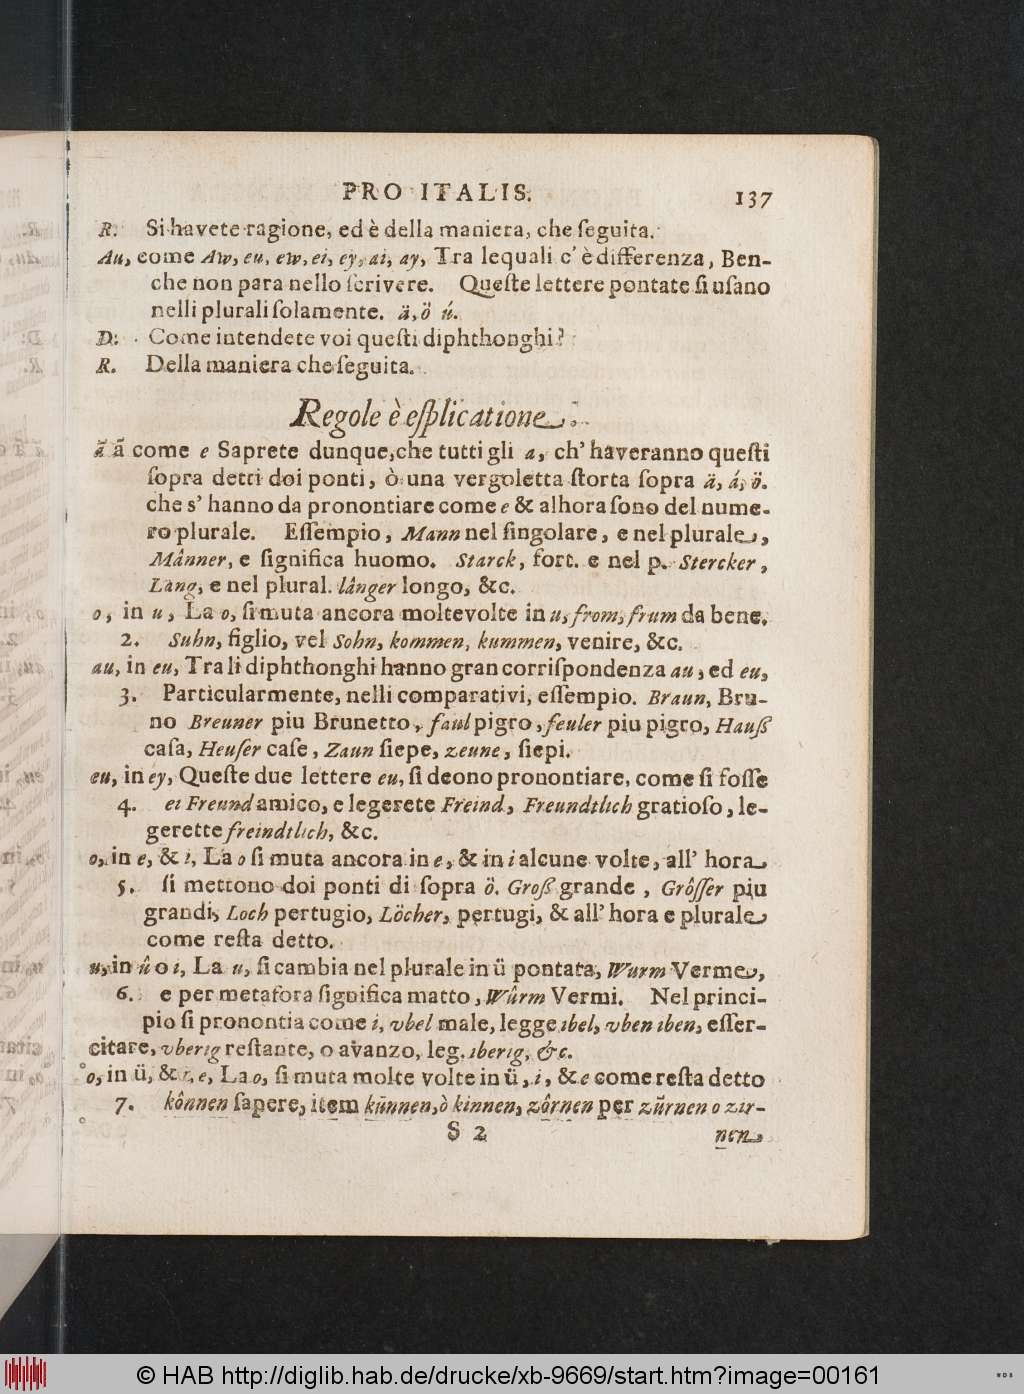 PRO ITALIS. 137
R. Si havete ragione, ed è della maniera, che ſeguita.
Au, come Aw, eu, ew, ei, ey, ai, ay, Tra lequali c' è differenza, Ben-
che non para nello ſcrivere. Queſte lettere pontate ſi uſano
nelli plurali ſolamente. ä, ö ú.
D: Come intendete voi queſti diphthonghi?
R. Della maniera che ſeguita.
Regole è eſplicatione.
ã ã come e Saprete dunque, che tutti gli a, ch' haveranno queſti
ſopra detti doi ponti, ò una vergoletta ſtorta ſopra ä, á, ö.
che s' hanno da pronontiare come e & alhora ſono del nume-
ro plurale. Eſſempio, Mann nel ſingolare, e nel plurale,
Mânner, e ſignifica huomo. Starck, fort. e nel p. Stercker,
Lang, e nel plural. lânger longo, &c.
o, in u, La o, ſi muta ancora moltevolte in u, from, frum da bene.
2. Suhn, figlio, vel Sohn, kommen, kummen, venire, &c.
au, in eu, Tra li diphthonghi hanno gran corriſpondenza au, ed eu,
3. Particularmente, nelli comparativi, eſſempio. Braun, Bru-
no Breuner piu Brunetto, faul pigro, feuler piu pigro, Hauß
caſa, Heuſer caſe, Zaun ſiepe, zeune, ſiepi.
eu, in ey, Queſte due lettere eu, ſi deono pronontiare, come ſi foſſe
4. ei Freund amico, e legerete Freind, Freundtlich gratioſo, le-
gerette freindtlich, &c.
o, in e, & i, La o ſi muta ancora in e, & in i alcune volte, all' hora
5. ſi mettono doi ponti di ſopra ö. Groß grande, Grôſſer piu
grandi, Loch pertugio, Löcher, pertugi, & all' hora e plurale
come reſta detto.
u, in û o i, La u, ſi cambia nel plurale in ü pontata, Wurm Verme,
6. e per metafora ſignifica matto, Wûrm Vermi. Nel princi-
pio ſi pronontia come i, vbel male, legge ibel, vben iben, eſſer-
citare, vberig reſtante, o avanzo, leg. iberig, &c.
o, in ü, & i, e, La o, ſi muta molte volte in ü, i, & e come reſta detto
7. kônnen ſapere, item kũnnen, ò kinnen, zôrnen per zũrnen o zir-
S 2 nen,
© HAB http://diglib.hab.de/drucke/xb-9669/start.htm?image=00161